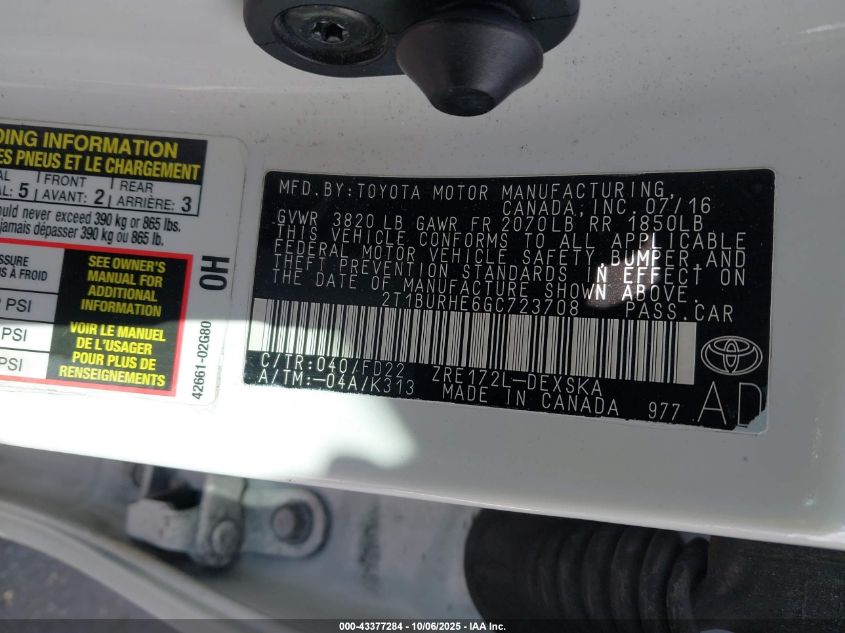 DING INFORMATION
ES PNEUS ET LE CHARGEMENT
AL 5 FRONT AVANT: 2 REAR ARRIÈRE: 3
ould never exceed 390 kg or 865 lbs.
jamais dépasser 390 kg ou 865 lb.
SSURE
S À FROID
PSI
PSI
SEE OWNER'S
MANUAL FOR
ADDITIONAL
INFORMATION
VOIR LE MANUEL
DE L'USAGER
POUR PLUS DE
RENSEIGNEMENTS
0H
42661-02G80
MFD.BY:TOYOTA MOTOR MANUFACTURING,
CANADA,INC. 07/16
GVWR 3820 LB GAWR FR 2070LB RR 1850LB
THIS VEHICLE CONFORMS TO ALL APPLICABLE
FEDERAL MOTOR VEHICLE SAFETY, BUMPER, AND
THEFT PREVENTION STANDARDS IN EFFECT ON
THE DATE OF MANUFACTURE SHOWN ABOVE.
2T1BURHE6GC723708 PASS.CAR
C/TR:040/FD22 ZRE172L-DEXSKA
A/TM:-04A/K313 MADE IN CANADA 977
AD
000-43377284 | 10/06/2025 - IAA